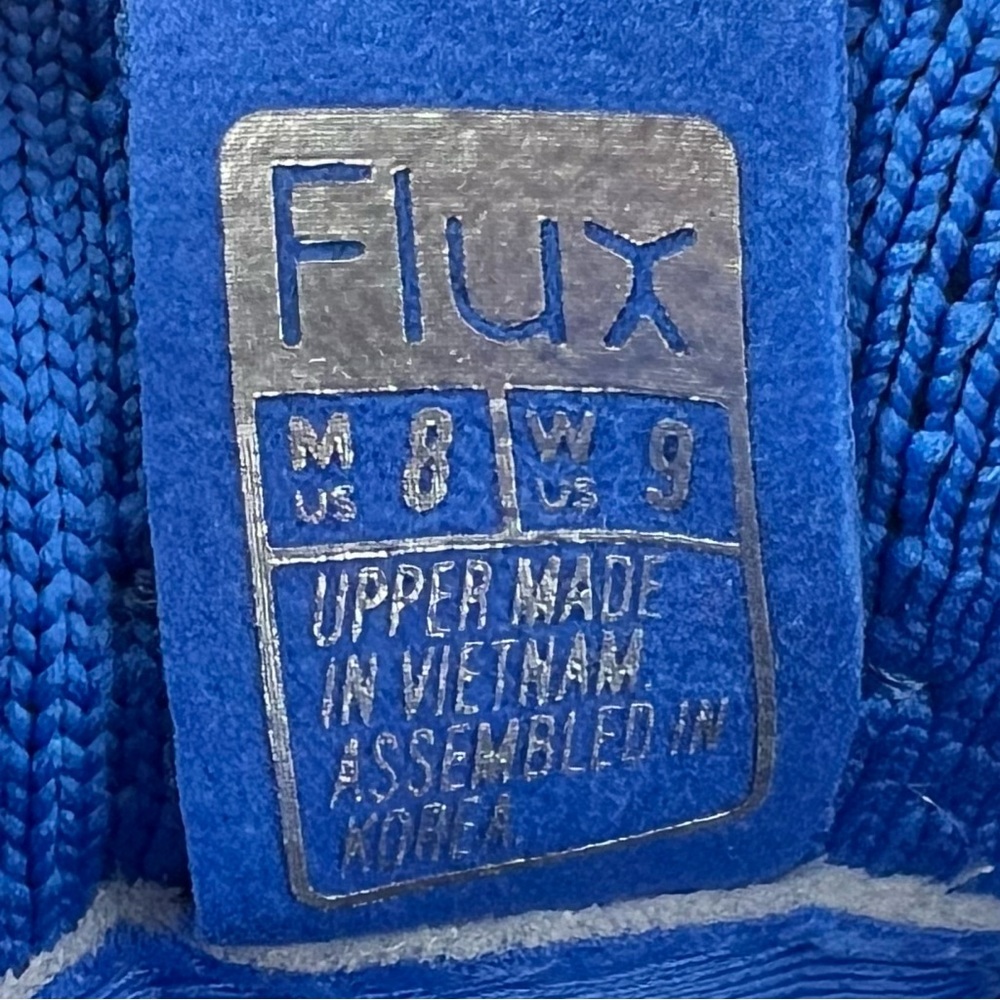 Flux
M US 8 W US 9
UPPER MADE
IN VIETNAM.
ASSEMBLED IN
KOREA.